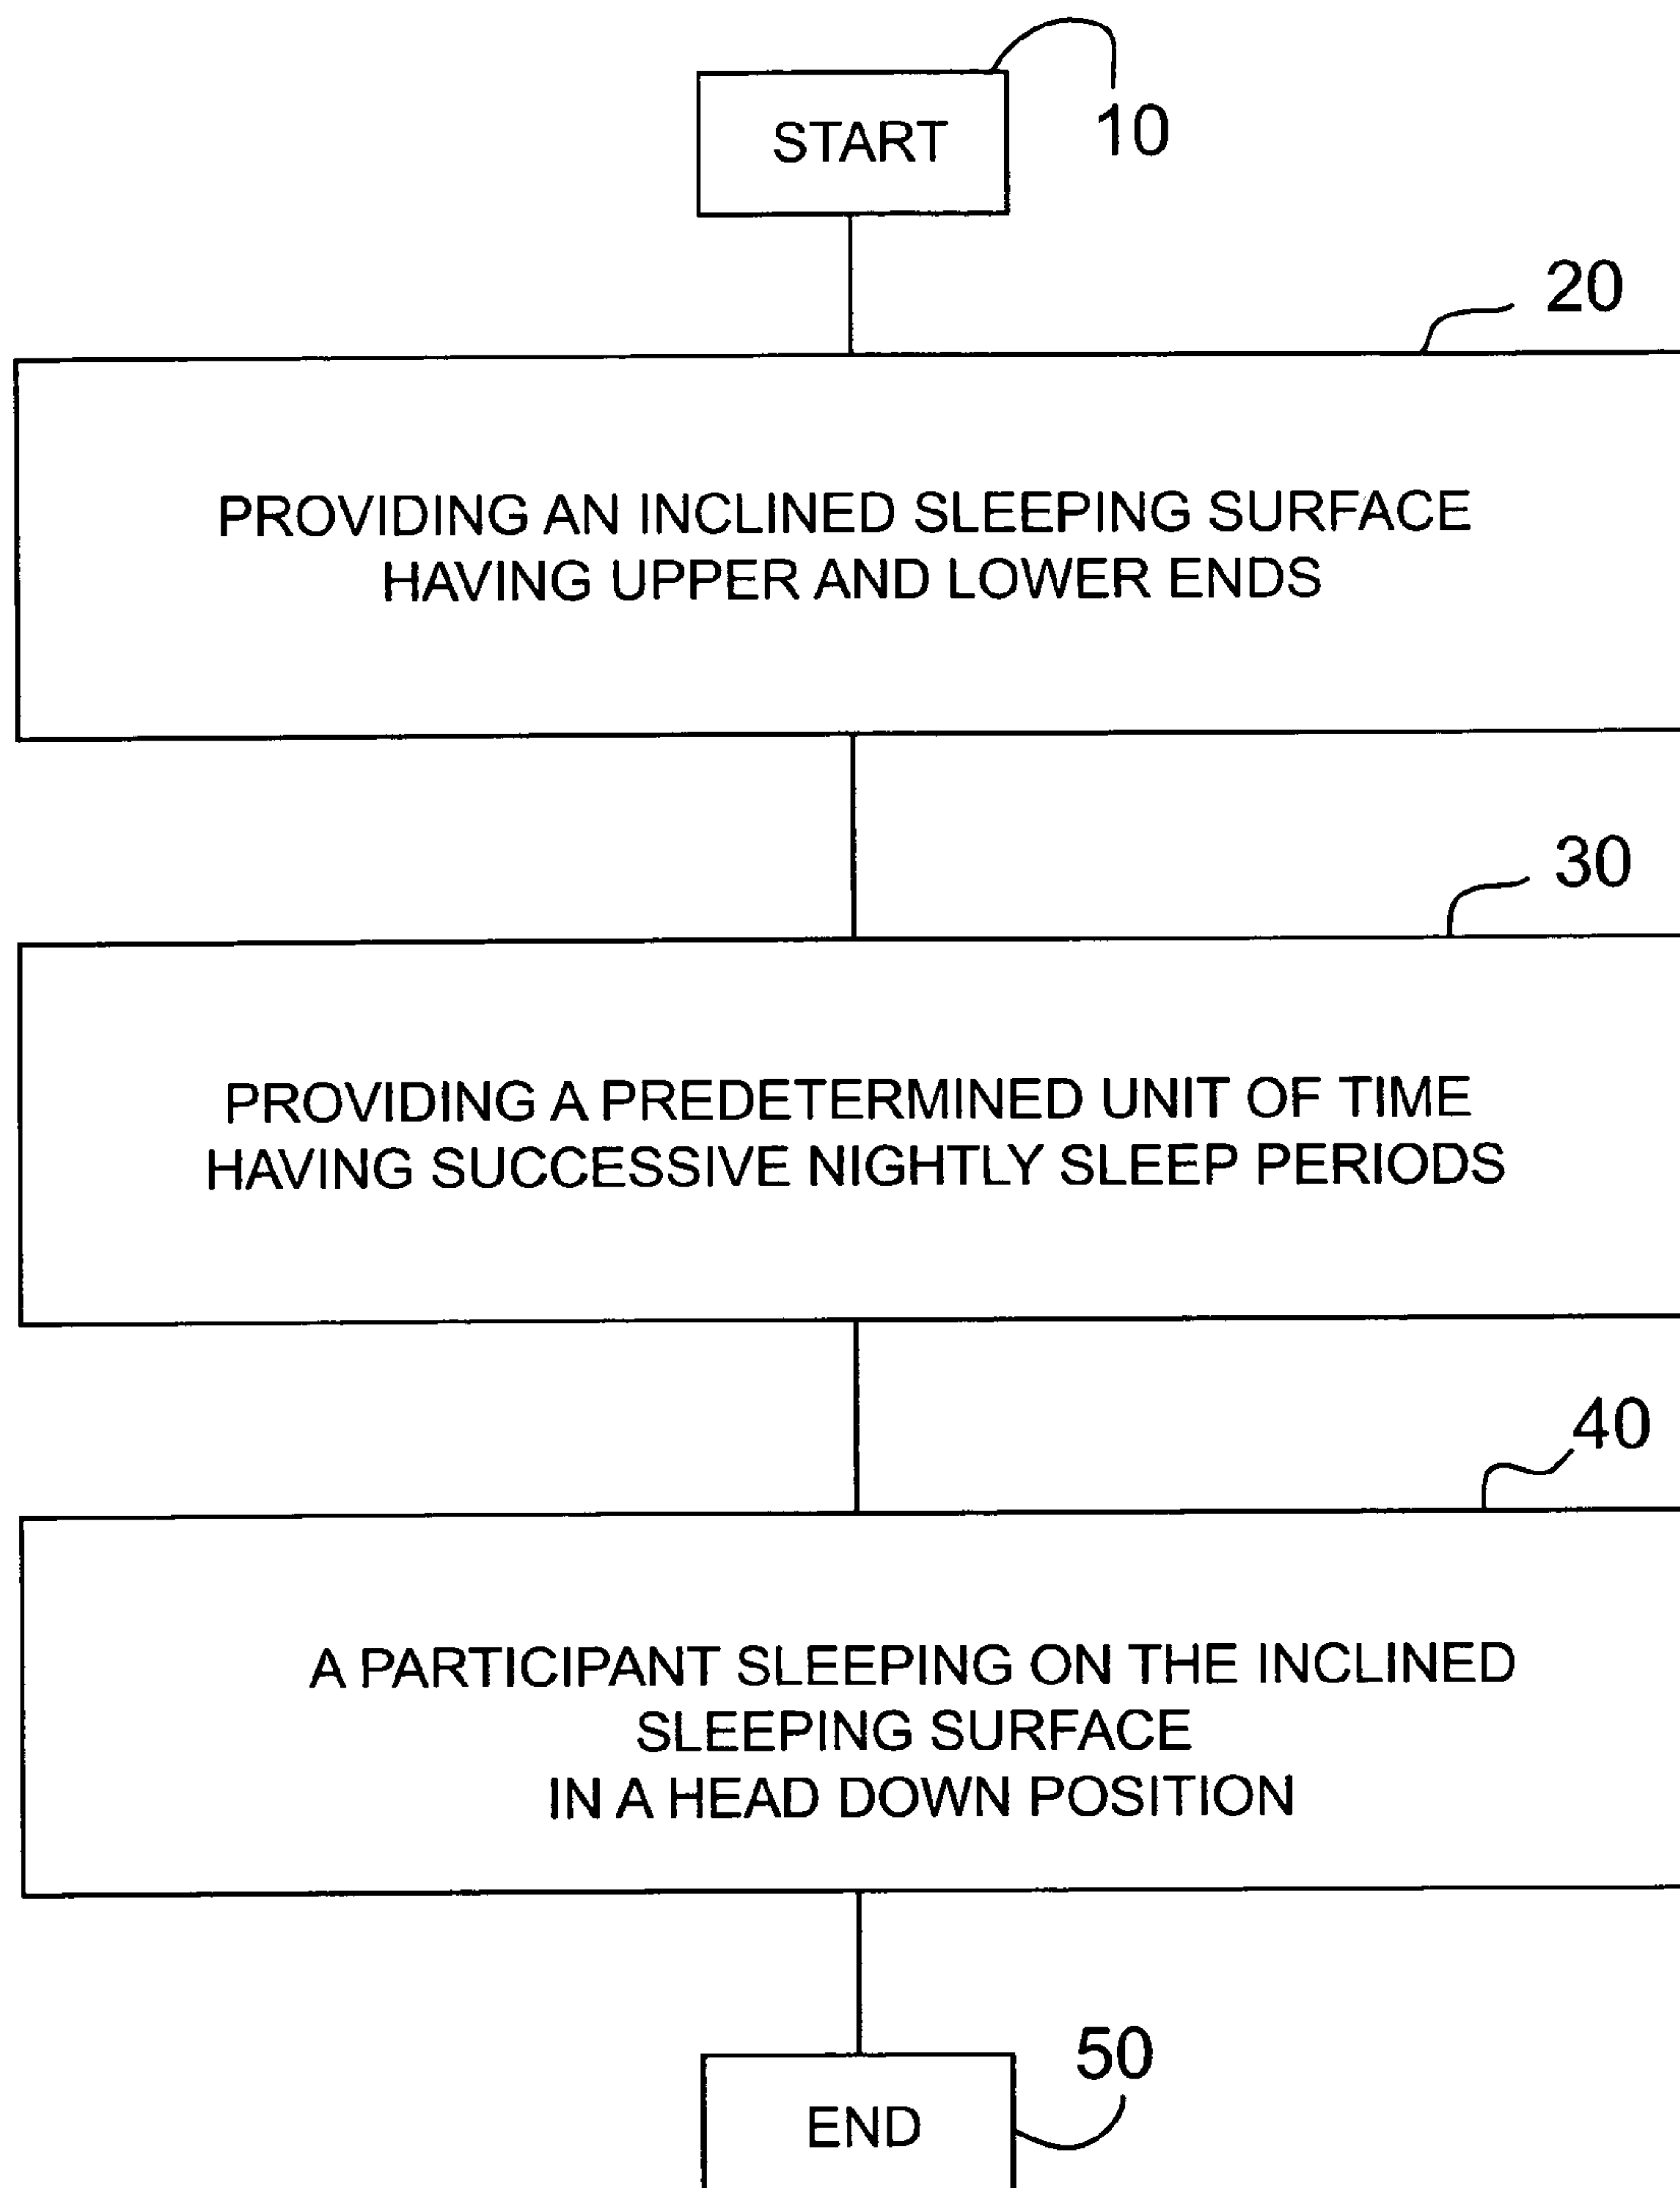 START
10
20
PROVIDING AN INCLINED SLEEPING SURFACE
HAVING UPPER AND LOWER ENDS
30
PROVIDING A PREDETERMINED UNIT OF TIME
HAVING SUCCESSIVE NIGHTLY SLEEP PERIODS
40
A PARTICIPANT SLEEPING ON THE INCLINED
SLEEPING SURFACE
IN A HEAD DOWN POSITION
50
END